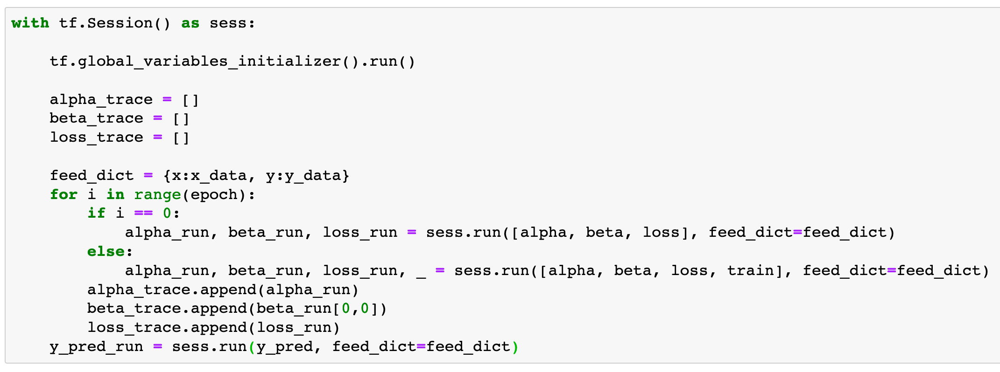 with tf.Session() as sess:
    tf.global_variables_initializer().run()
    alpha_trace = []
    beta_trace = []
    loss_trace = []
    feed_dict = {x:x_data, y:y_data}
    for i in range(epoch):
        if i == 0:
            alpha_run, beta_run, loss_run = sess.run([alpha, beta, loss], feed_dict=feed_dict)
        else:
            alpha_run, beta_run, loss_run, _ = sess.run([alpha, beta, loss, train], feed_dict=feed_dict)
        alpha_trace.append(alpha_run)
        beta_trace.append(beta_run[0,0])
        loss_trace.append(loss_run)
    y_pred_run = sess.run(y_pred, feed_dict=feed_dict)